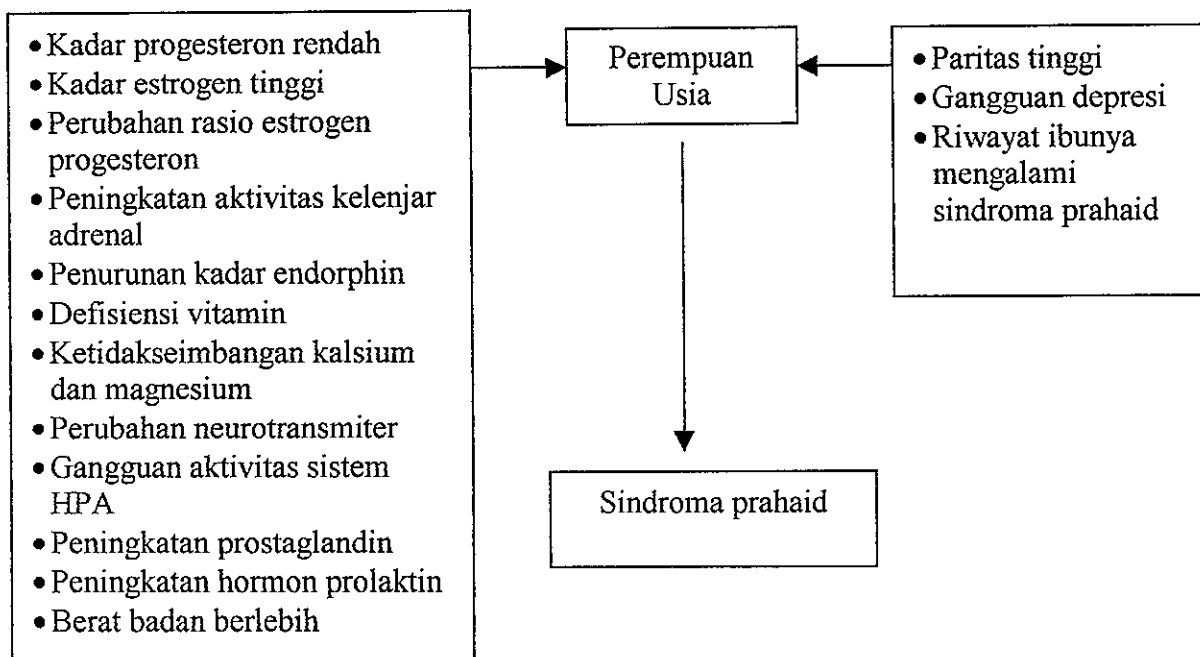 • Kadar progesteron rendah
• Kadar estrogen tinggi
• Perubahan rasio estrogen
progesteron
• Peningkatan aktivitas kelenjar
adrenal
• Penurunan kadar endorphin
• Defisiensi vitamin
• Ketidakseimbangan kalsium
dan magnesium
• Perubahan neurotransmiter
• Gangguan aktivitas sistem
HPA
• Peningkatan prostaglandin
• Peningkatan hormon prolaktin
• Berat badan berlebih
Perempuan
Usia
• Paritas tinggi
• Gangguan depresi
• Riwayat ibunya
mengalami
sindroma prahaid
Sindroma prahaid